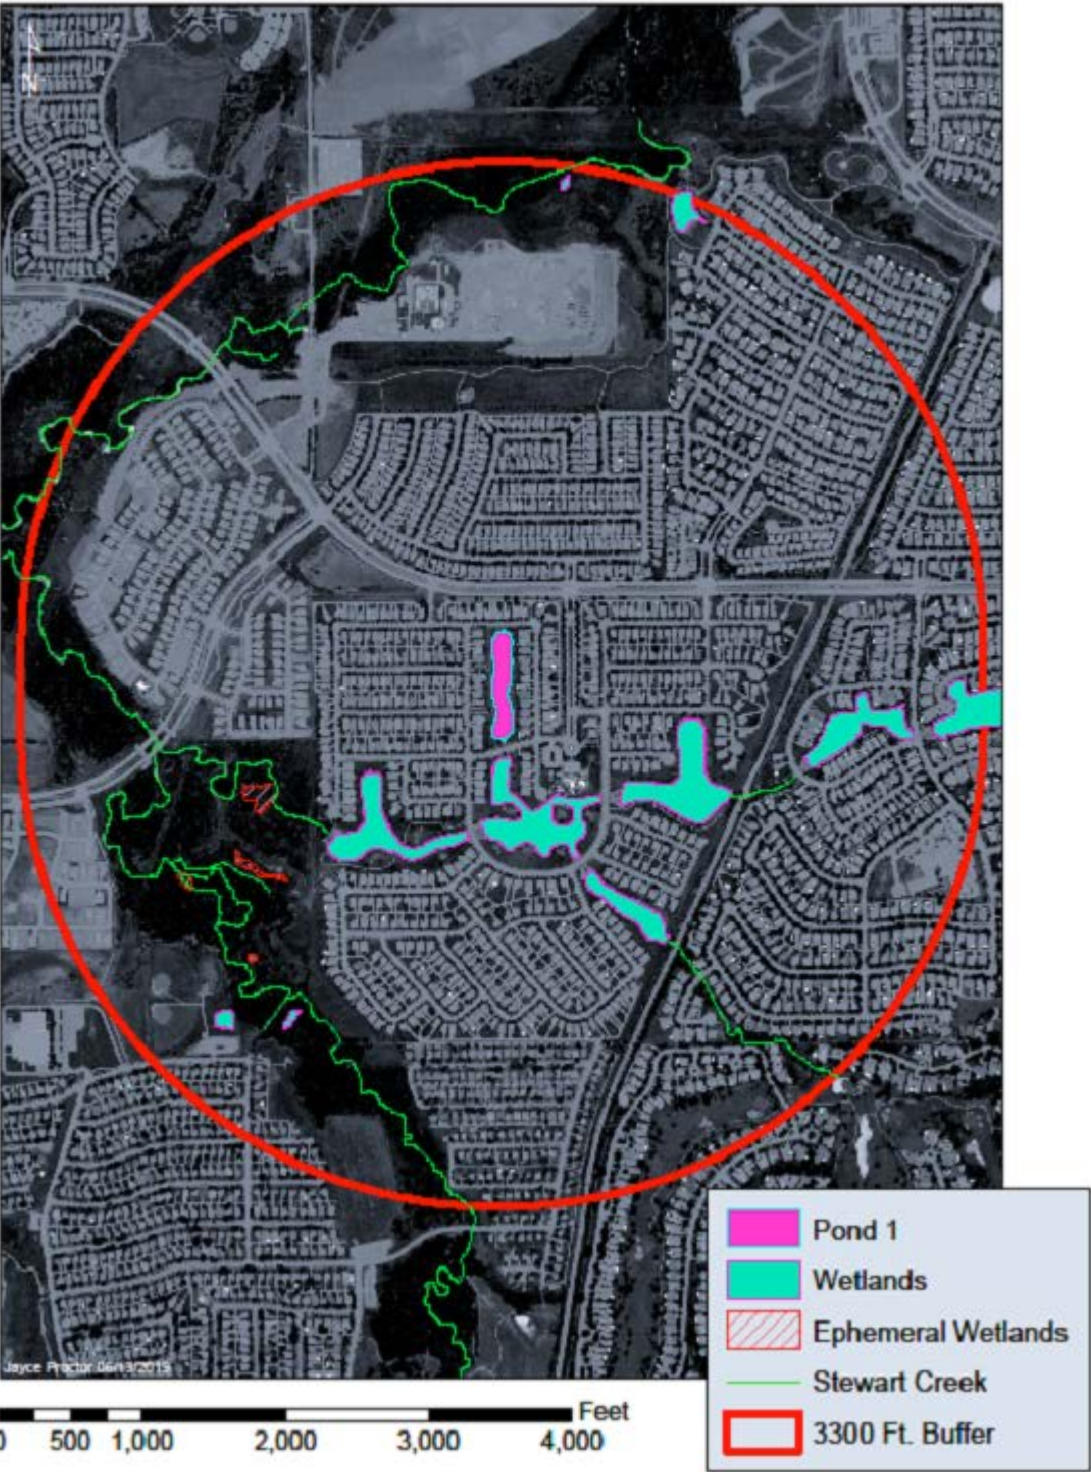 N
Pond 1
Wetlands
Ephemeral Wetlands
Stewart Creek
3300 Ft. Buffer
Jayce Proctor 06/13/2015
Feet
0 500 1,000 2,000 3,000 4,000